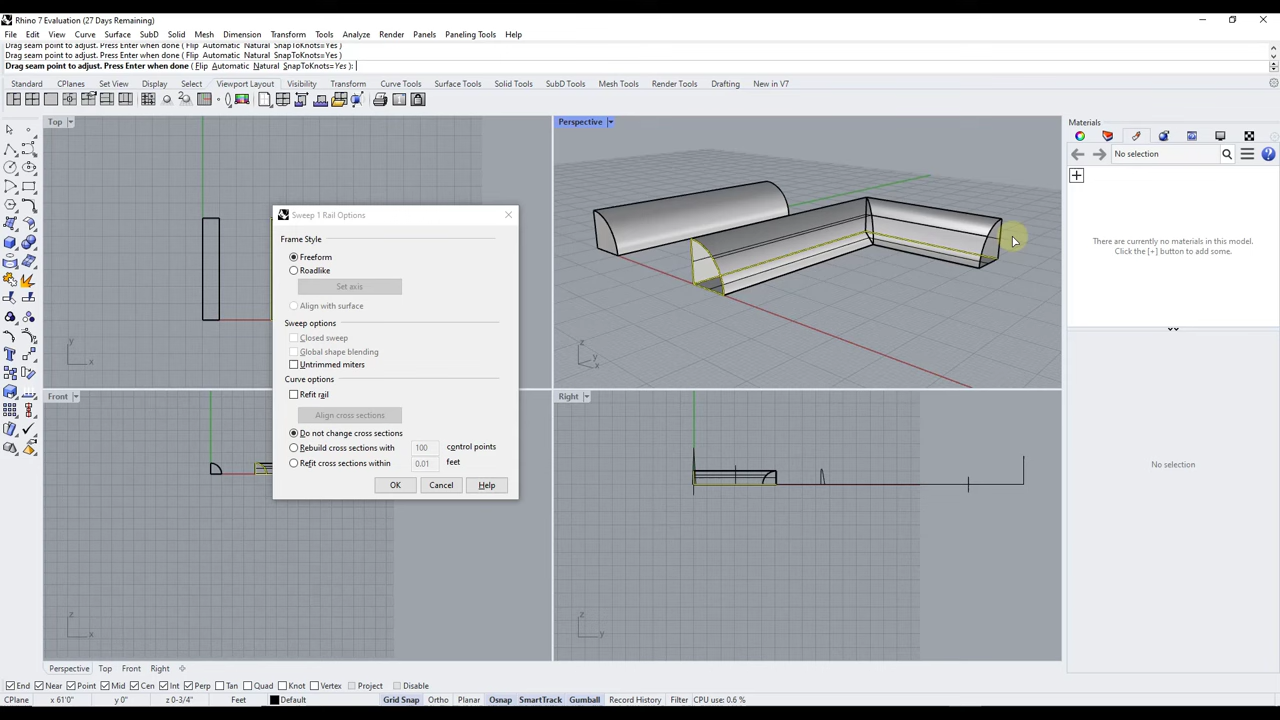 Rhino 7 Evaluation (27 Days Remaining)
File Edit View Curve Surface SubD Solid Mesh Dimension Transform Tools Analyze Render Panels Paneling Tools Help
Drag seam point to adjust. Press Enter when done ( Flip Automatic Natural SnapToKnots=Yes )
Drag seam point to adjust. Press Enter when done ( Flip Automatic Natural SnapToKnots=Yes )
Drag seam point to adjust. Press Enter when done ( Flip Automatic Natural SnapToKnots=Yes ):
Standard CPlanes Set View Display Select Viewport Layout Visibility Transform Curve Tools Surface Tools Solid Tools SubD Tools Mesh Tools Render Tools Drafting New in V7
Top
Perspective
Materials
No selection
There are currently no materials in this model.
Click the [+] button to add some.
No selection
Sweep 1 Rail Options
Frame Style
Freeform
Roadlike
Set axis
Align with surface
Sweep options
Closed sweep
Global shape blending
Untrimmed miters
Curve options
Refit rail
Align cross sections
Do not change cross sections
Rebuild cross sections with 100 control points
Refit cross sections within 0.01 feet
OK Cancel Help
y
x
z
y
x
Front
Right
z
x
z
y
Perspective Top Front Right
End Near Point Mid Cen Int Perp Tan Quad Knot Vertex Project Disable
CPlane x 61'0" y 0" z 0-3/4" Feet Default Grid Snap Ortho Planar Osnap SmartTrack Gumball Record History Filter CPU use: 0.6 %